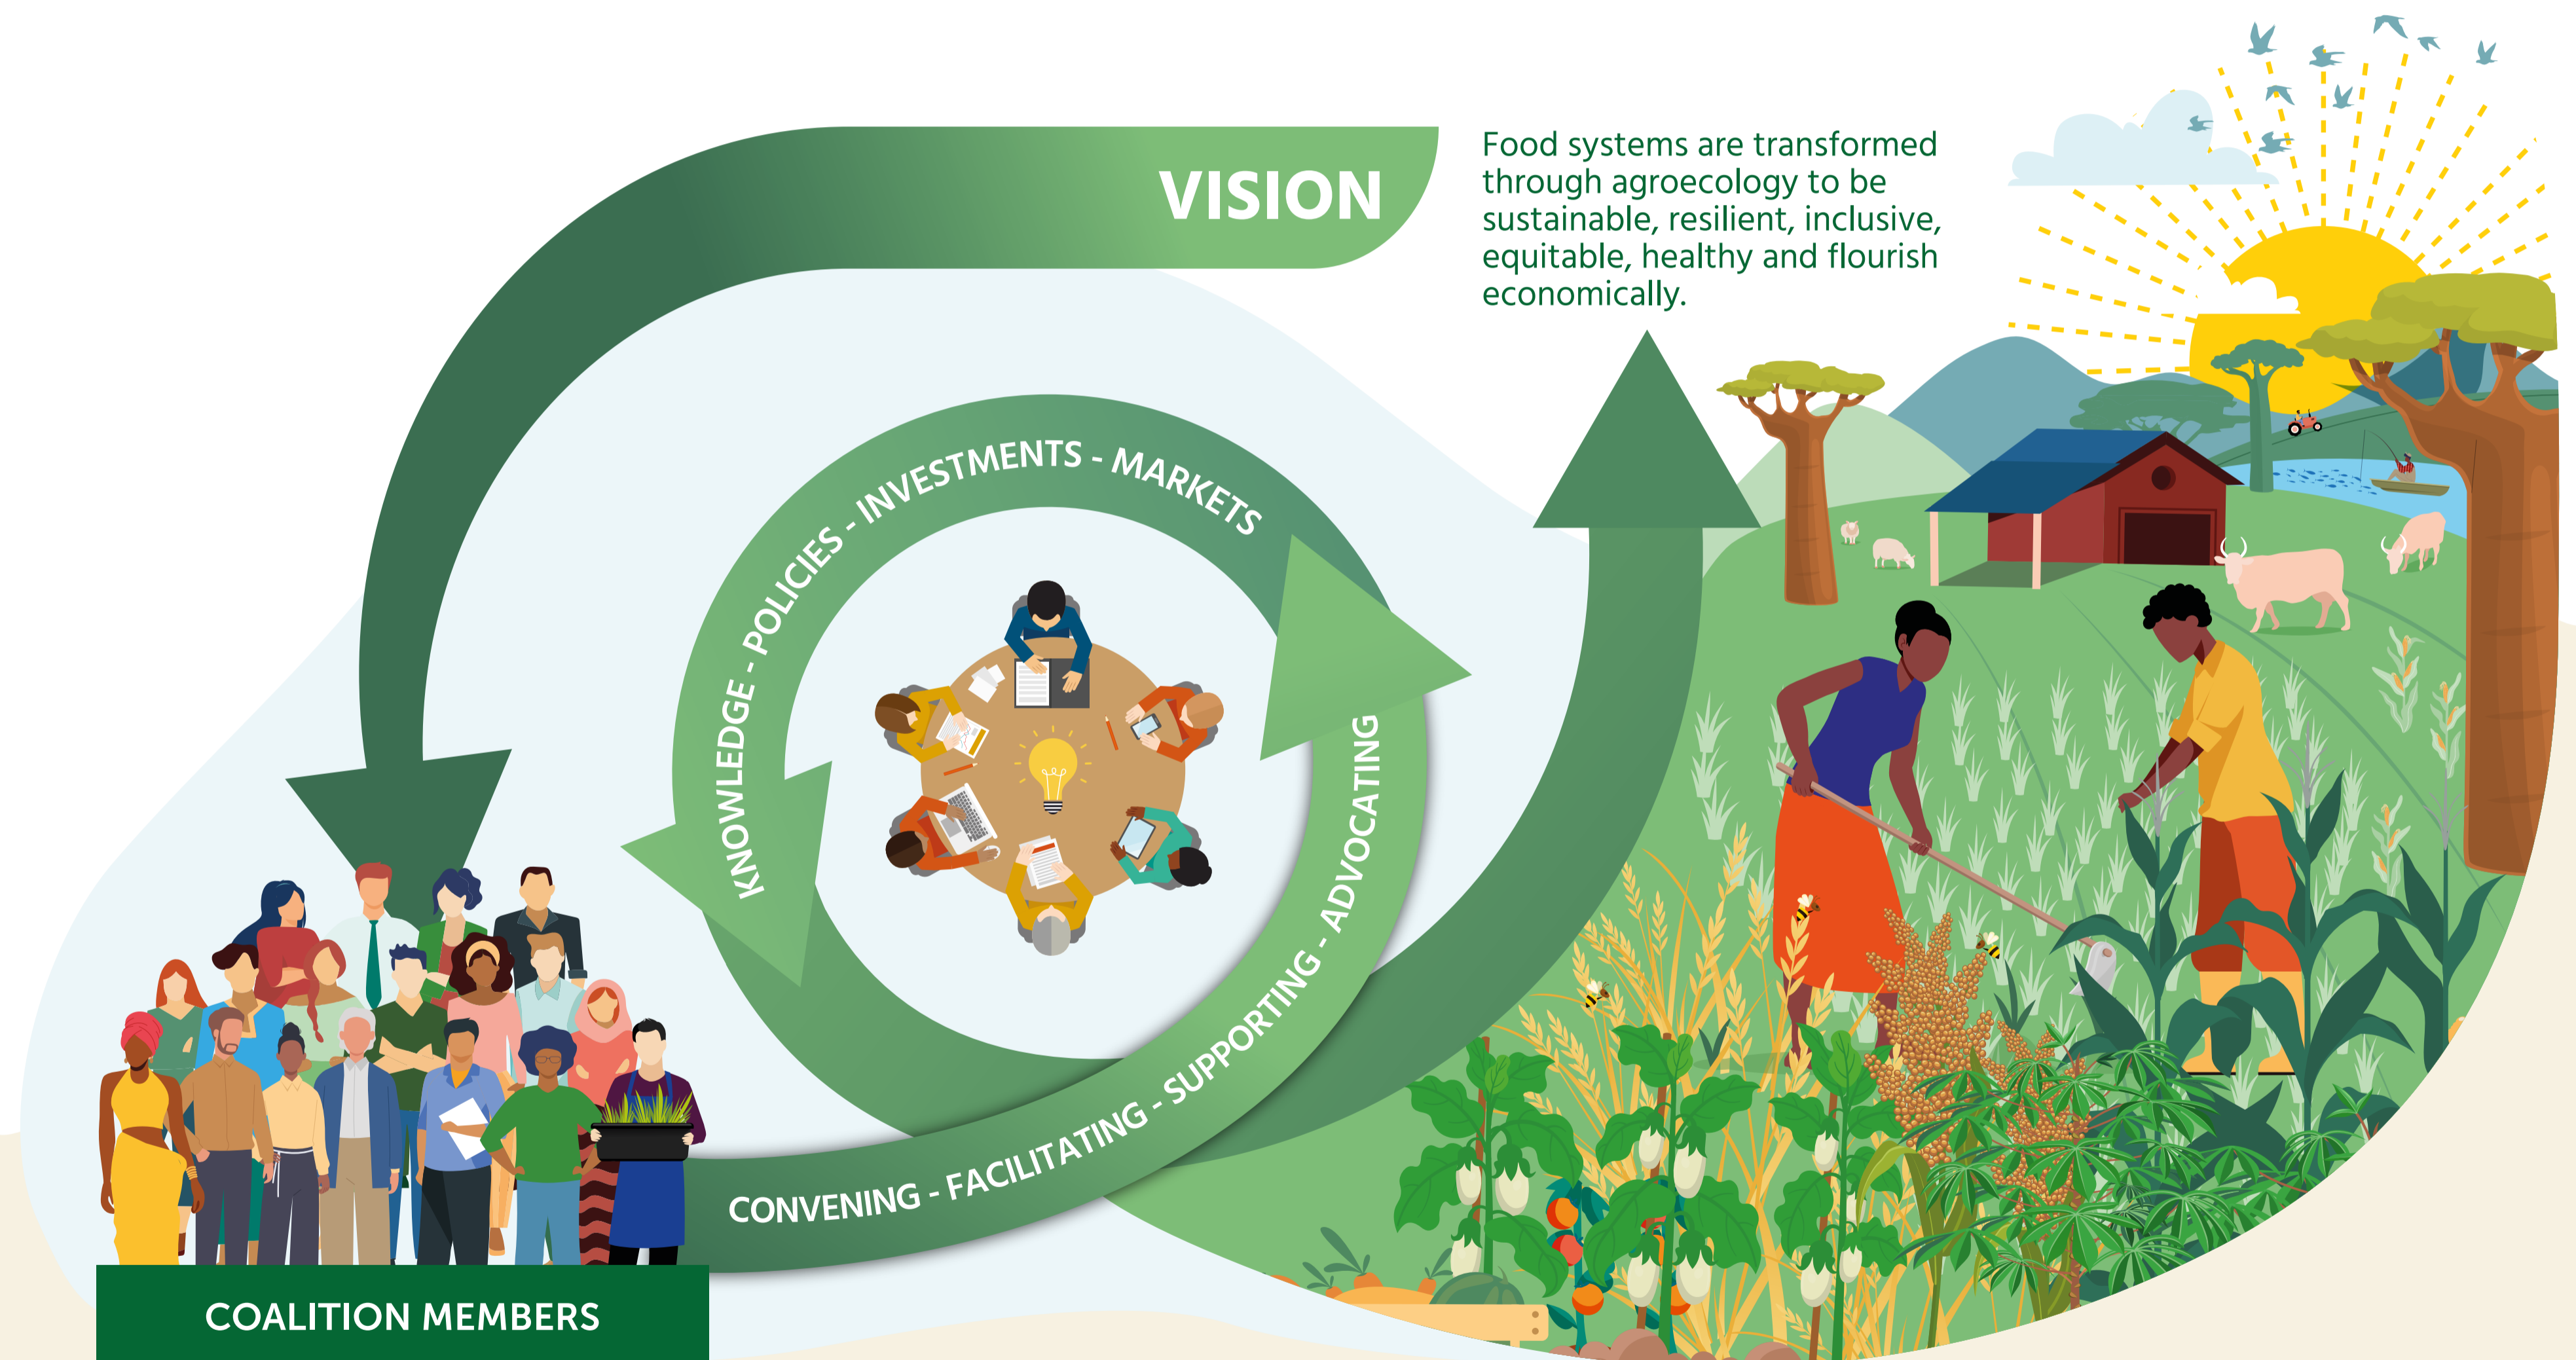 VISION
Food systems are transformed
through agroecology to be
sustainable, resilient, inclusive,
equitable, healthy and flourish
economically.
KNOWLEDGE - POLICIES - INVESTMENTS - MARKETS
CONVENING - FACILITATING - SUPPORTING - ADVOCATING
COALITION MEMBERS